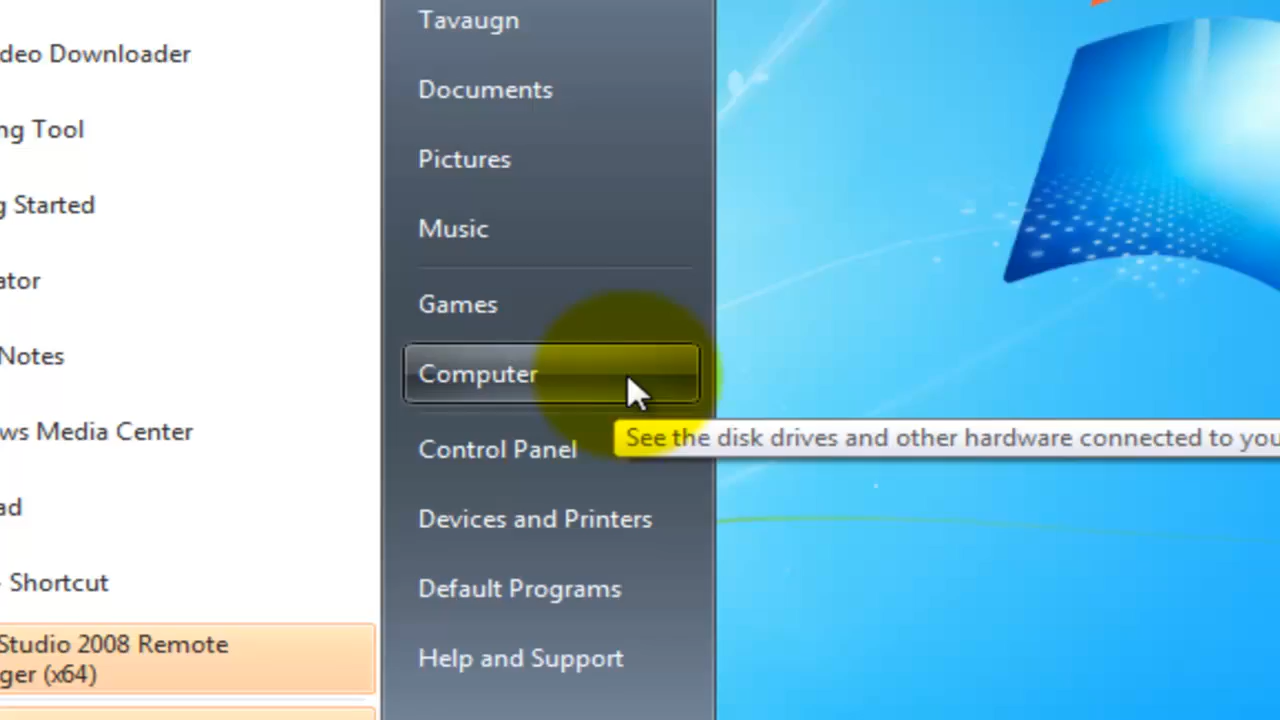 deo Downloader
ng Tool
g Started
ator
Notes
ws Media Center
ad
- Shortcut
Studio 2008 Remote
ger (x64)
Tavaugn
Documents
Pictures
Music
Games
Computer
Control Panel
Devices and Printers
Default Programs
Help and Support
See the disk drives and other hardware connected to you